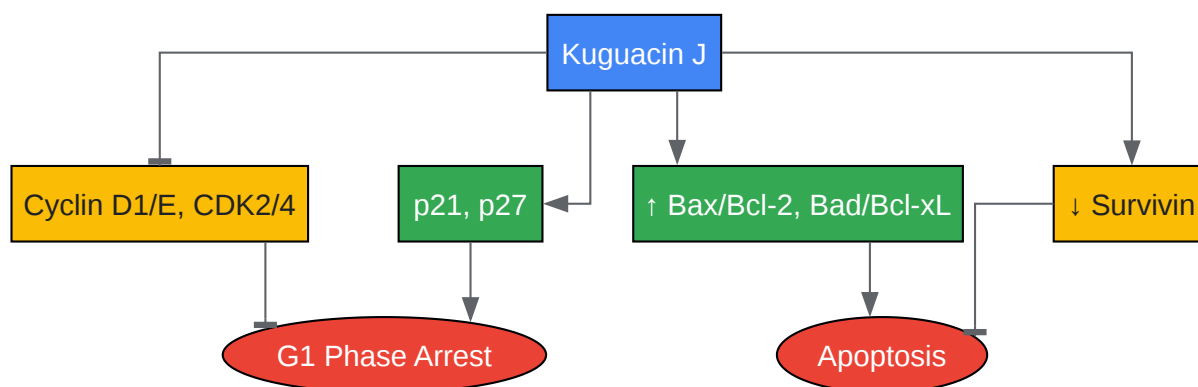 Kuguacin J
Cyclin D1/E, CDK2/4
p21, p27
↑ Bax/Bcl-2, Bad/Bcl-xL
↓ Survivin
G1 Phase Arrest
Apoptosis